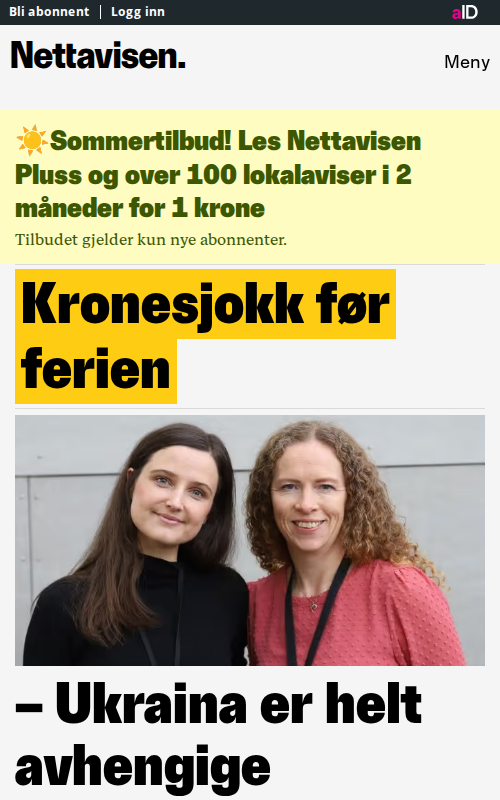 Bli abonnent | Logg inn
aID
Nettavisen.
Meny
☀️Sommertilbud! Les Nettavisen
Pluss og over 100 lokalaviser i 2
måneder for 1 krone
Tilbudet gjelder kun nye abonnenter.
Kronesjokk før
ferien
– Ukraina er helt
avhengige